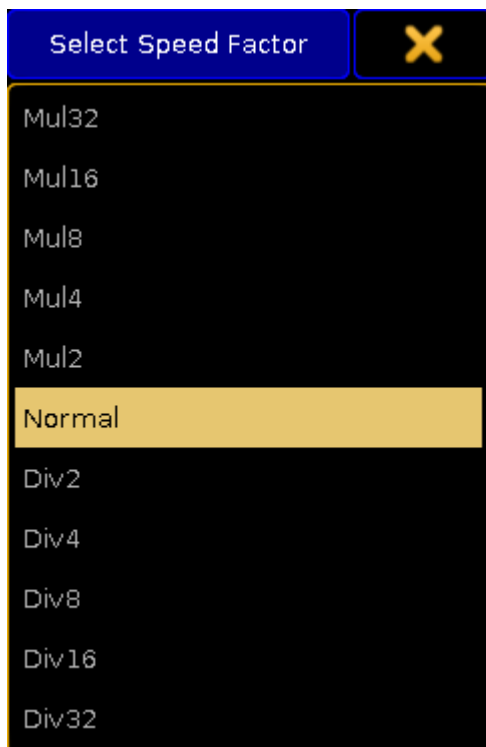 Select Speed Factor
Mul32
Mul16
Mul8
Mul4
Mul2
Normal
Div2
Div4
Div8
Div16
Div32